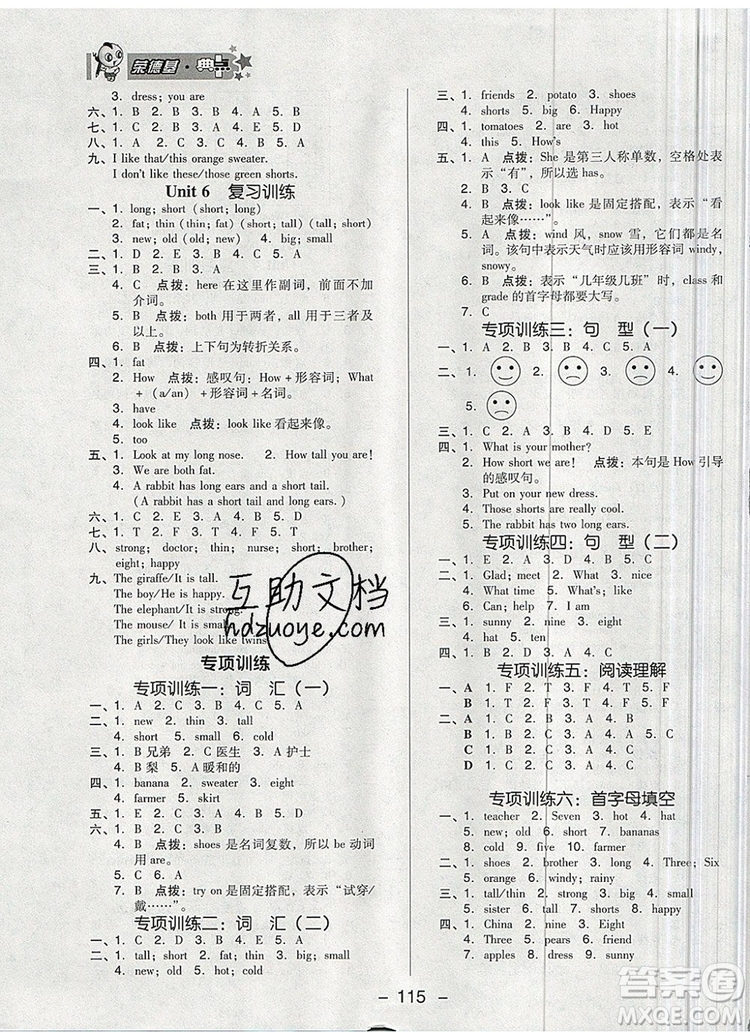 荣德基·典点
3. dress; you are
六、1. B 2. B 3. B 4. A 5. B
七、1. C 2. B 3. A 4. E 5. D
八、1. A 2. B 3. B 4. A 5. A
九、I like that/this orange sweater.
I don't like these/those green shorts.
Unit 6 复习训练
一、1. long; short (short; long)
2. fat; thin (thin; fat) (short; tall) (tall; short)
3. new; old (old; new) 4. big; small
二、1. D 2. E 3. B 4. A 5. C
三、1. B 2. B 3. A
4. C 点拨：here 在这里作副词，前面不加
介词。
5. B 点拨：both 用于两者，all 用于三者及
以上。
6. B 点拨：上下句为转折关系。
四、1. fat
2. How 点拨：感叹句：How＋形容词；What
＋（a/an）＋形容词＋名词
3. have
4. look like 点拨：look like 看起来像。
5. too
五、1. Look at my long nose. 2. How tall you are!
3. We are both fat.
4. A rabbit has long ears and a short tail.
(A rabbit has a short tail and long ears.)
六、1. C 2. E 3. A 4. B 5. D
七、1. T 2. F 3. F 4. T 5. T
八、strong; doctor; thin; nurse; short; brother;
eight; happy
九、The giraffe/It is tall.
The boy/He is happy.
The elephant/It is strong.
The mouse/It is small.
The girls/They look like twins.
专项训练
专项训练一：词 汇（一）
一、1. A 2. C 3. B 4. C 5. A
二、1. new 2. thin 3. tall
4. short 5. small 6. cold
三、1. B 兄弟 2. C 医生 3. A 护士
4. B 梨 5. A 暖和的
四、1. banana 2. sweater 3. eight
4. farmer 5. skirt
五、1. E 2. D 3. C 4. A 5. B
六、1. B 2. C 3. B
4. B 点拨：shoes 是名词复数，所以 be 动词
用 are。
5. C 6. A
7. B 点拨：try on 是固定搭配，表示“试穿/
戴……”。
专项训练二：词 汇（二）
一、1. C 2. D 3. B 4. A 5. E
二、1. tall; short 2. fat; thin 3. big; small
4. new; old 5. hot; cold
三、1. friends 2. potato 3. shoes
4. shorts 5. big 6. Happy
四、1. tomatoes 2. are 3. hot
4. this 5. How's
五、1. A 点拨：She 是第三人称单数，空格处表
示“有”，所以选 has。
2. B 3. C
4. B 点拨：look like 是固定搭配，表示“看
起来像……”。
5. C 点拨：wind 风，snow 雪，它们都是名
词。该句中表示天气时应该用形容词 windy，
snowy。
6. B 点拨：表示“几年级几班”时，class 和
grade 的首字母都要大写。
7. C
专项训练三：句 型（一）
一、1. A 2. B 3. C 4. C 5. A
二、1. 2. 3. 4.
5.
三、1. C 2. A 3. E 4. B 5. D
四、1. What is your mother?
2. How short we are! 点拨：本句是 How 引导
的感叹句。
3. Put on your new dress.
4. Those shorts are really cool.
5. The rabbit has two long ears.
专项训练四：句 型（二）
一、1. E 2. A 3. D 4. B 5. C
二、1. Glad; meet 2. What 3. nice
4. What time 5. like
6. Can; help 7. What's
三、1. sunny 2. nine 3. orange
4. hat 5. ten
专项训练五：阅读理解
一、A 1. F 2. T 3. F 4. T 5. F
B 1. T 2. F 3. F 4. T 5. T
二、A 1. A 2. B 3. C 4. B 5. C
B 1. B 2. C 3. C 4. A 5. B
C 1. D 2. A 3. B 4. E 5. C
D 1. C 2. B 3. A 4. C 5. A
专项训练六：首字母填空
一、1. teacher 2. Seven 3. hot 4. hat
5. new; old 6. short 7. bananas
8. cold 9. five 10. farmer
二、1. shoes 2. brother 3. long 4. Three; Six
5. orange 6. windy; rainy
三、1. tall/thin 2. strong 3. big 4. eight
5. sister 6. tall 7. short
四、1. China 2. nine 3. Eight
4. Three 5. pears 6. old
7. apples 8. dress 9. twins
互助文档
hdzuoye.com
- 115 -
答案圈
MXQE.COM